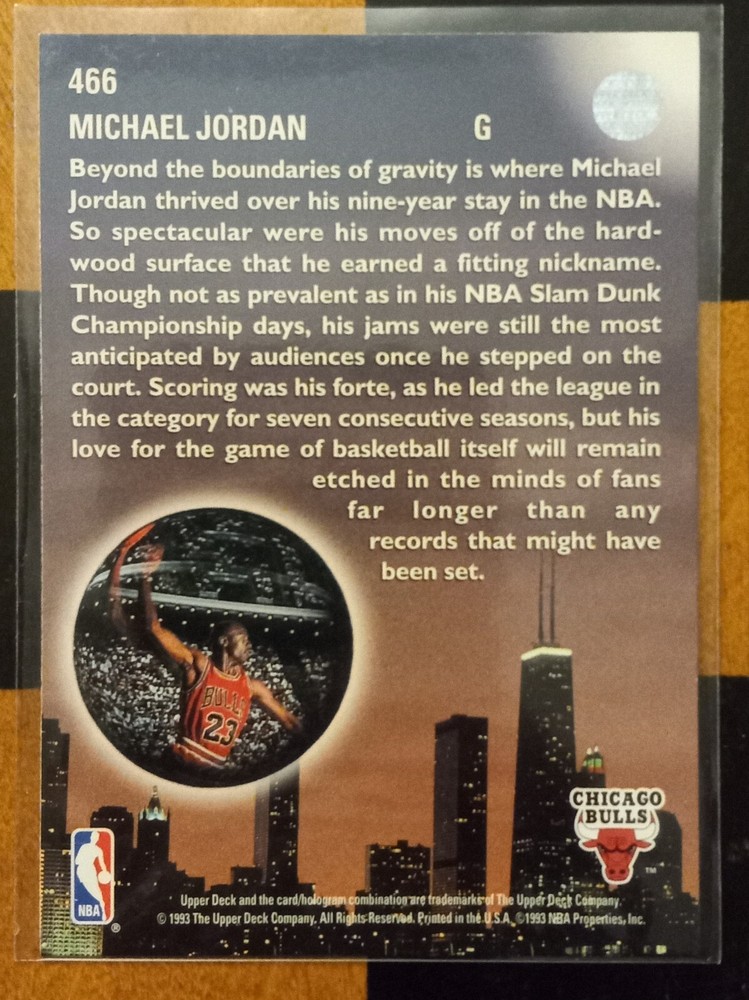 466
MICHAEL JORDAN G
Beyond the boundaries of gravity is where Michael
Jordan thrived over his nine-year stay in the NBA.
So spectacular were his moves off of the hard-
wood surface that he earned a fitting nickname.
Though not as prevalent as in his NBA Slam Dunk
Championship days, his jams were still the most
anticipated by audiences once he stepped on the
court. Scoring was his forte, as he led the league in
the category for seven consecutive seasons, but his
love for the game of basketball itself will remain
etched in the minds of fans
far longer than any
records that might have
been set.
BULLS
23
CHICAGO
BULLS
TM
NBA
®
Upper Deck and the card/hologram combination are trademarks of The Upper Deck Company.
© 1993 The Upper Deck Company. All Rights Reserved. Printed in the U.S.A. ©1993 NBA Properties, Inc.